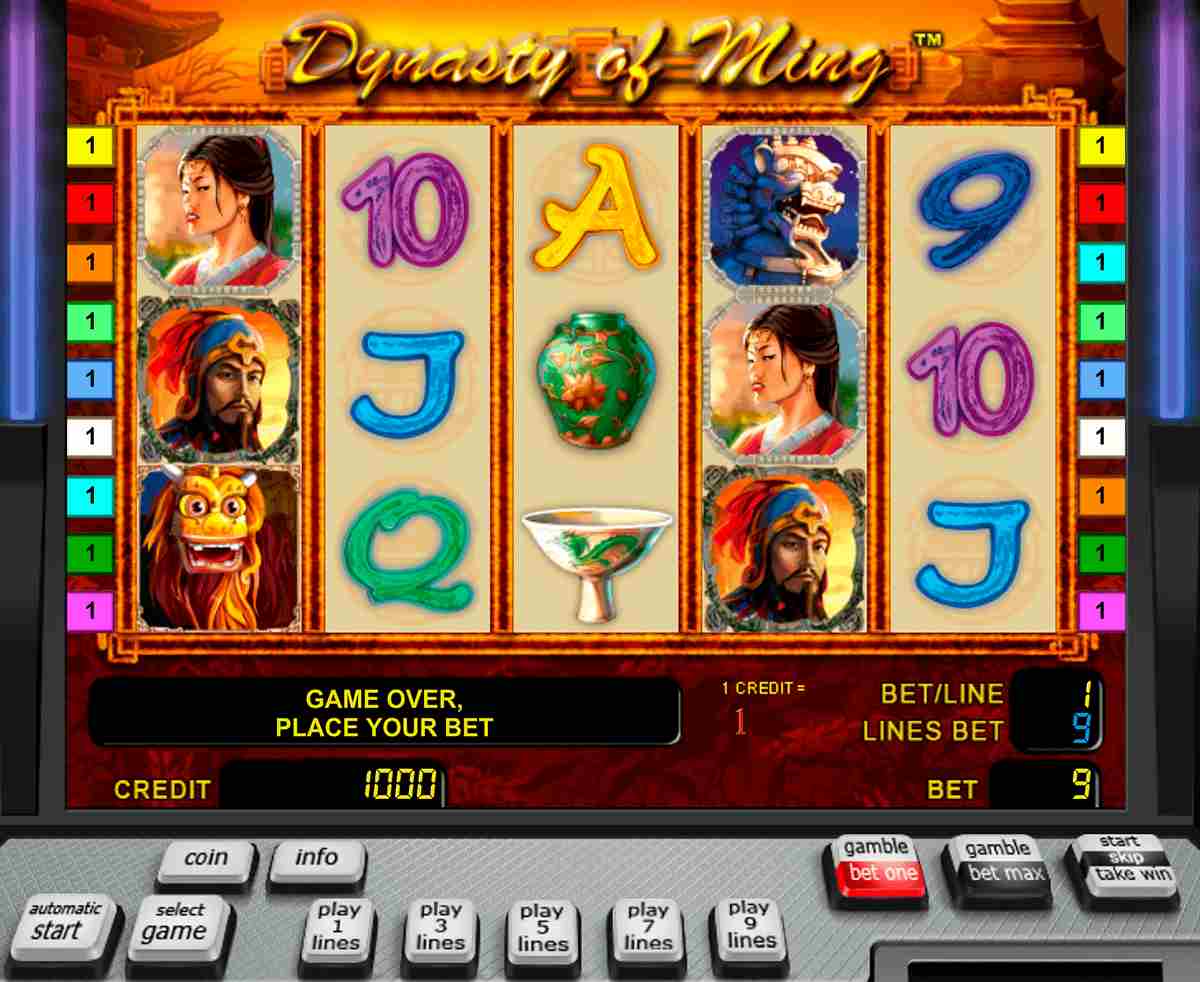 Dynasty of Ming™
1 1
1 1
1 1
1 1
1 1
1 1
1 1
1 1
1 1
10 A 9
J 10
Q J
GAME OVER,
PLACE YOUR BET
1 CREDIT =
1
BET/LINE 1
LINES BET 9
CREDIT 1000
BET 9
coin
info
gamble
bet one
gamble
bet max
start
skip
take win
automatic
start
select
game
play
1
lines
play
3
lines
play
5
lines
play
7
lines
play
9
lines